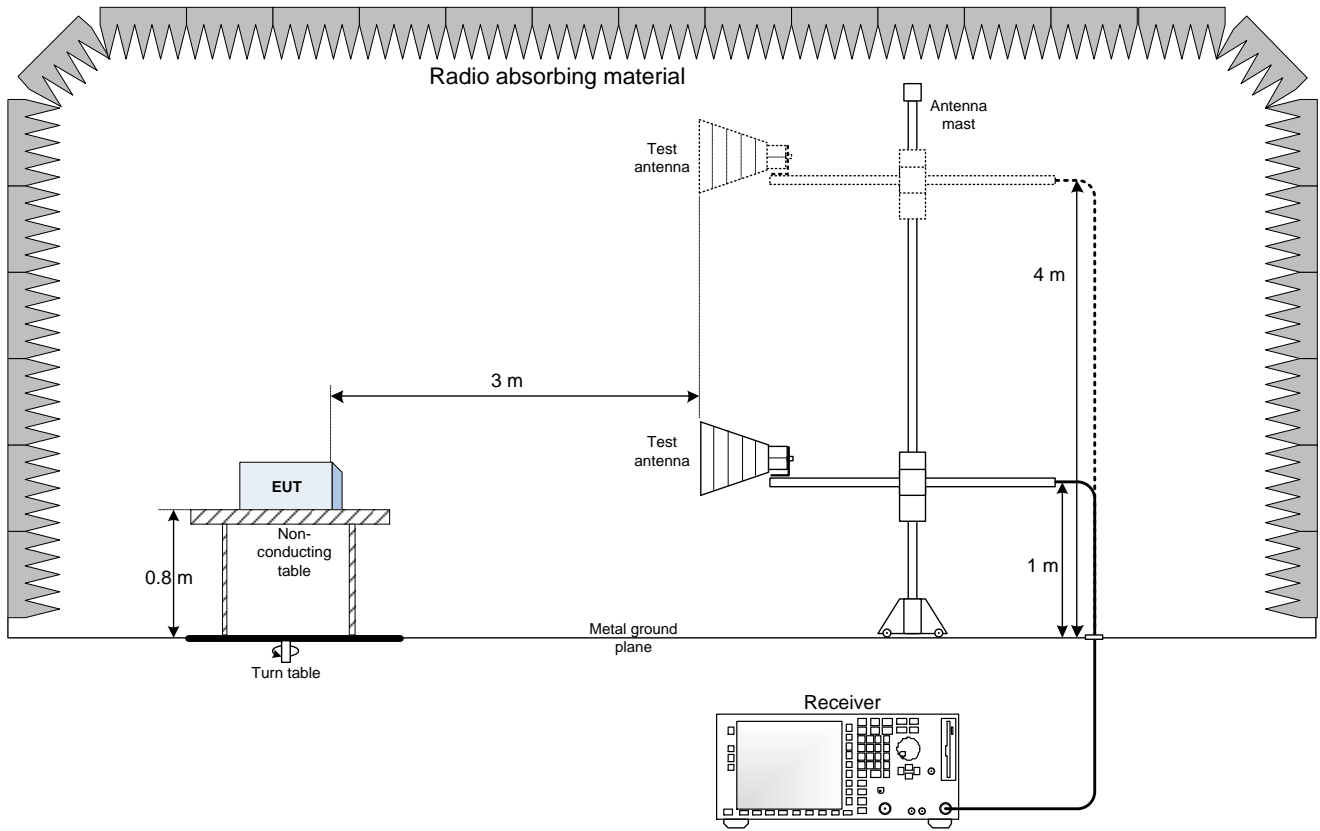 Radio absorbing material
Antenna
mast
Test
antenna
4 m
3 m
Test
antenna
EUT
Non-
conducting
table
0.8 m
1 m
Metal ground
plane
Turn table
Receiver